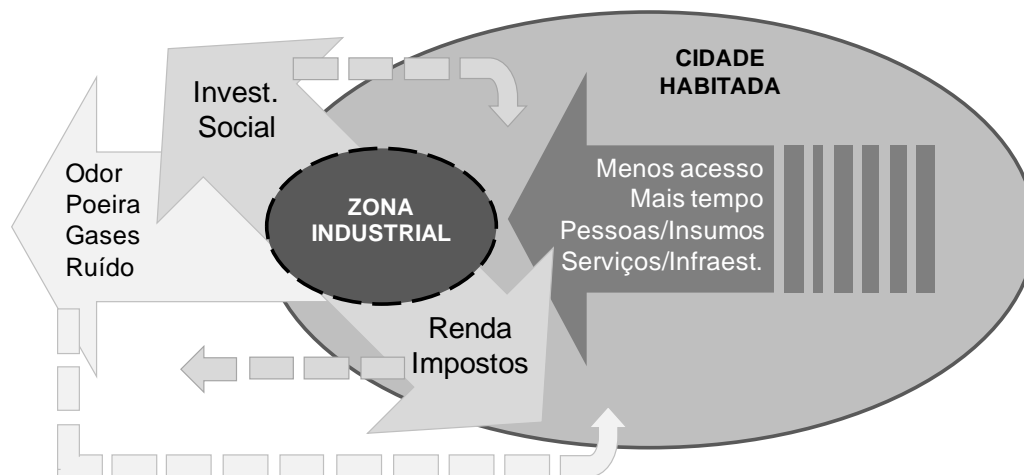 CIDADE
HABITADA
Invest.
Social
Odor
Poeira
Gases
Ruído
ZONA
INDUSTRIAL
Menos acesso
Mais tempo
Pessoas/Insumos
Serviços/Infraest.
Renda
Impostos